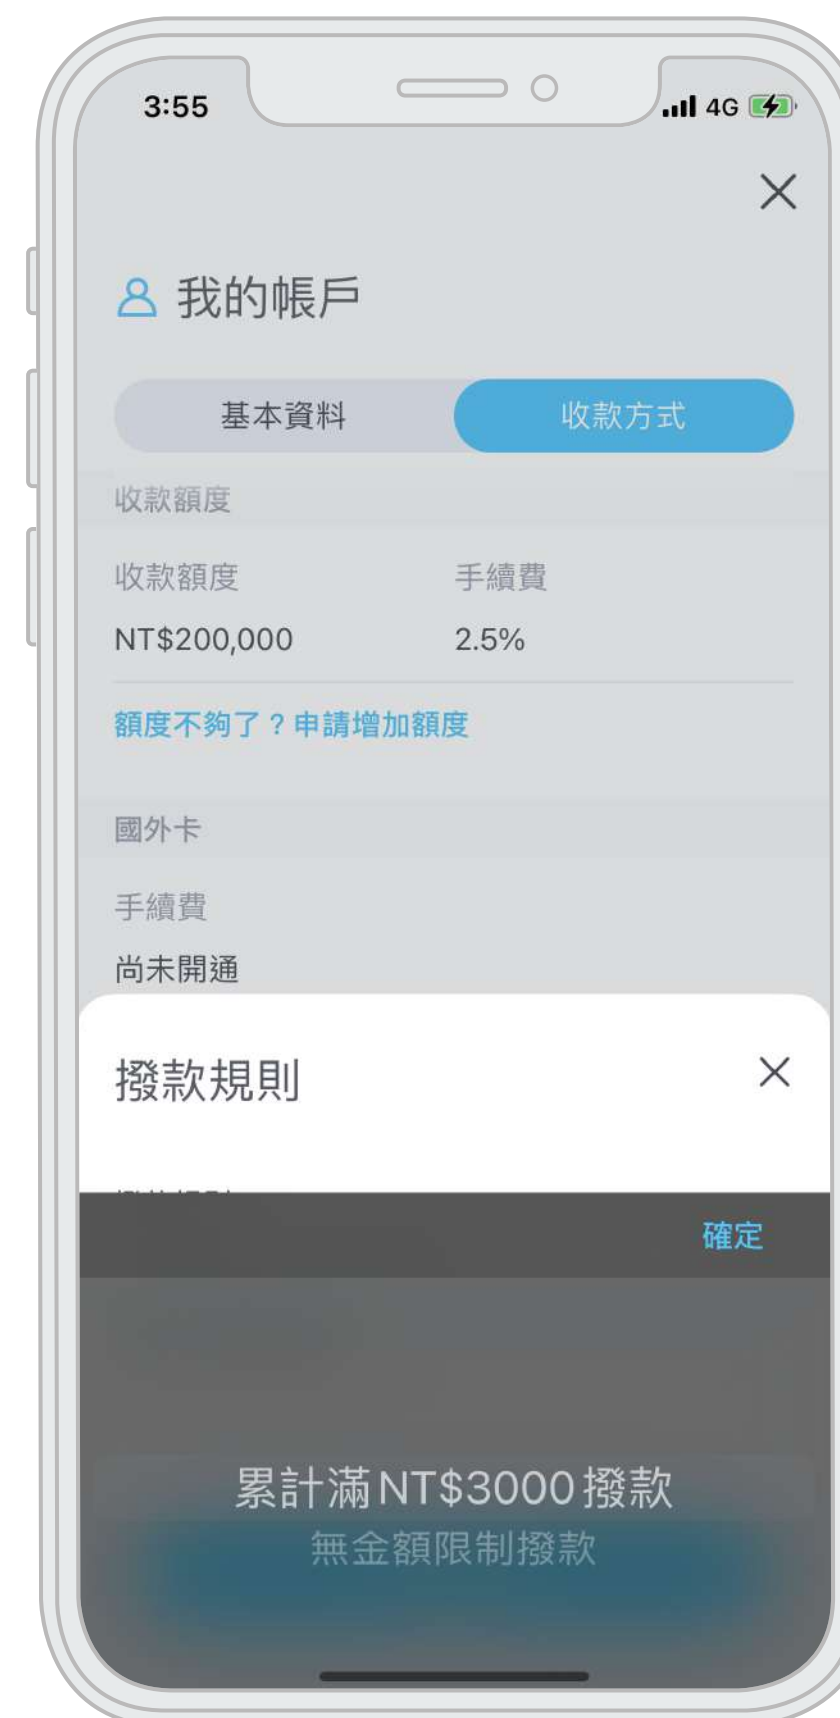 3:55
4G
我的帳戶
基本資料 收款方式
收款額度
收款額度 手續費
NT$200,000 2.5%
額度不夠了？申請增加額度
國外卡
手續費
尚未開通
撥款規則
確定
累計滿NT$3000撥款
無金額限制撥款